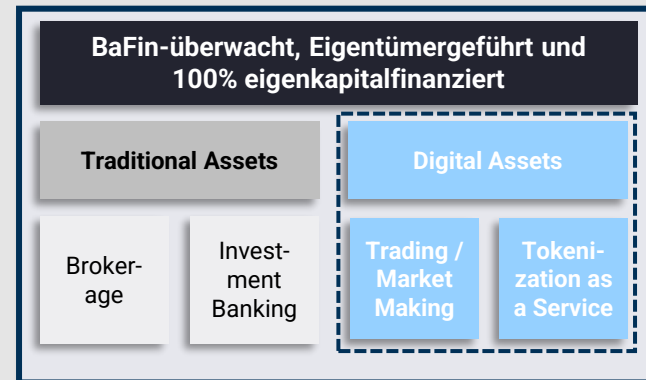 BaFin-überwacht, Eigentümergeführt und
100% eigenkapitalfinanziert
Traditional Assets
Digital Assets
Broker-
age
Invest-
ment
Banking
Trading /
Market
Making
Tokeni-
zation as
a Service